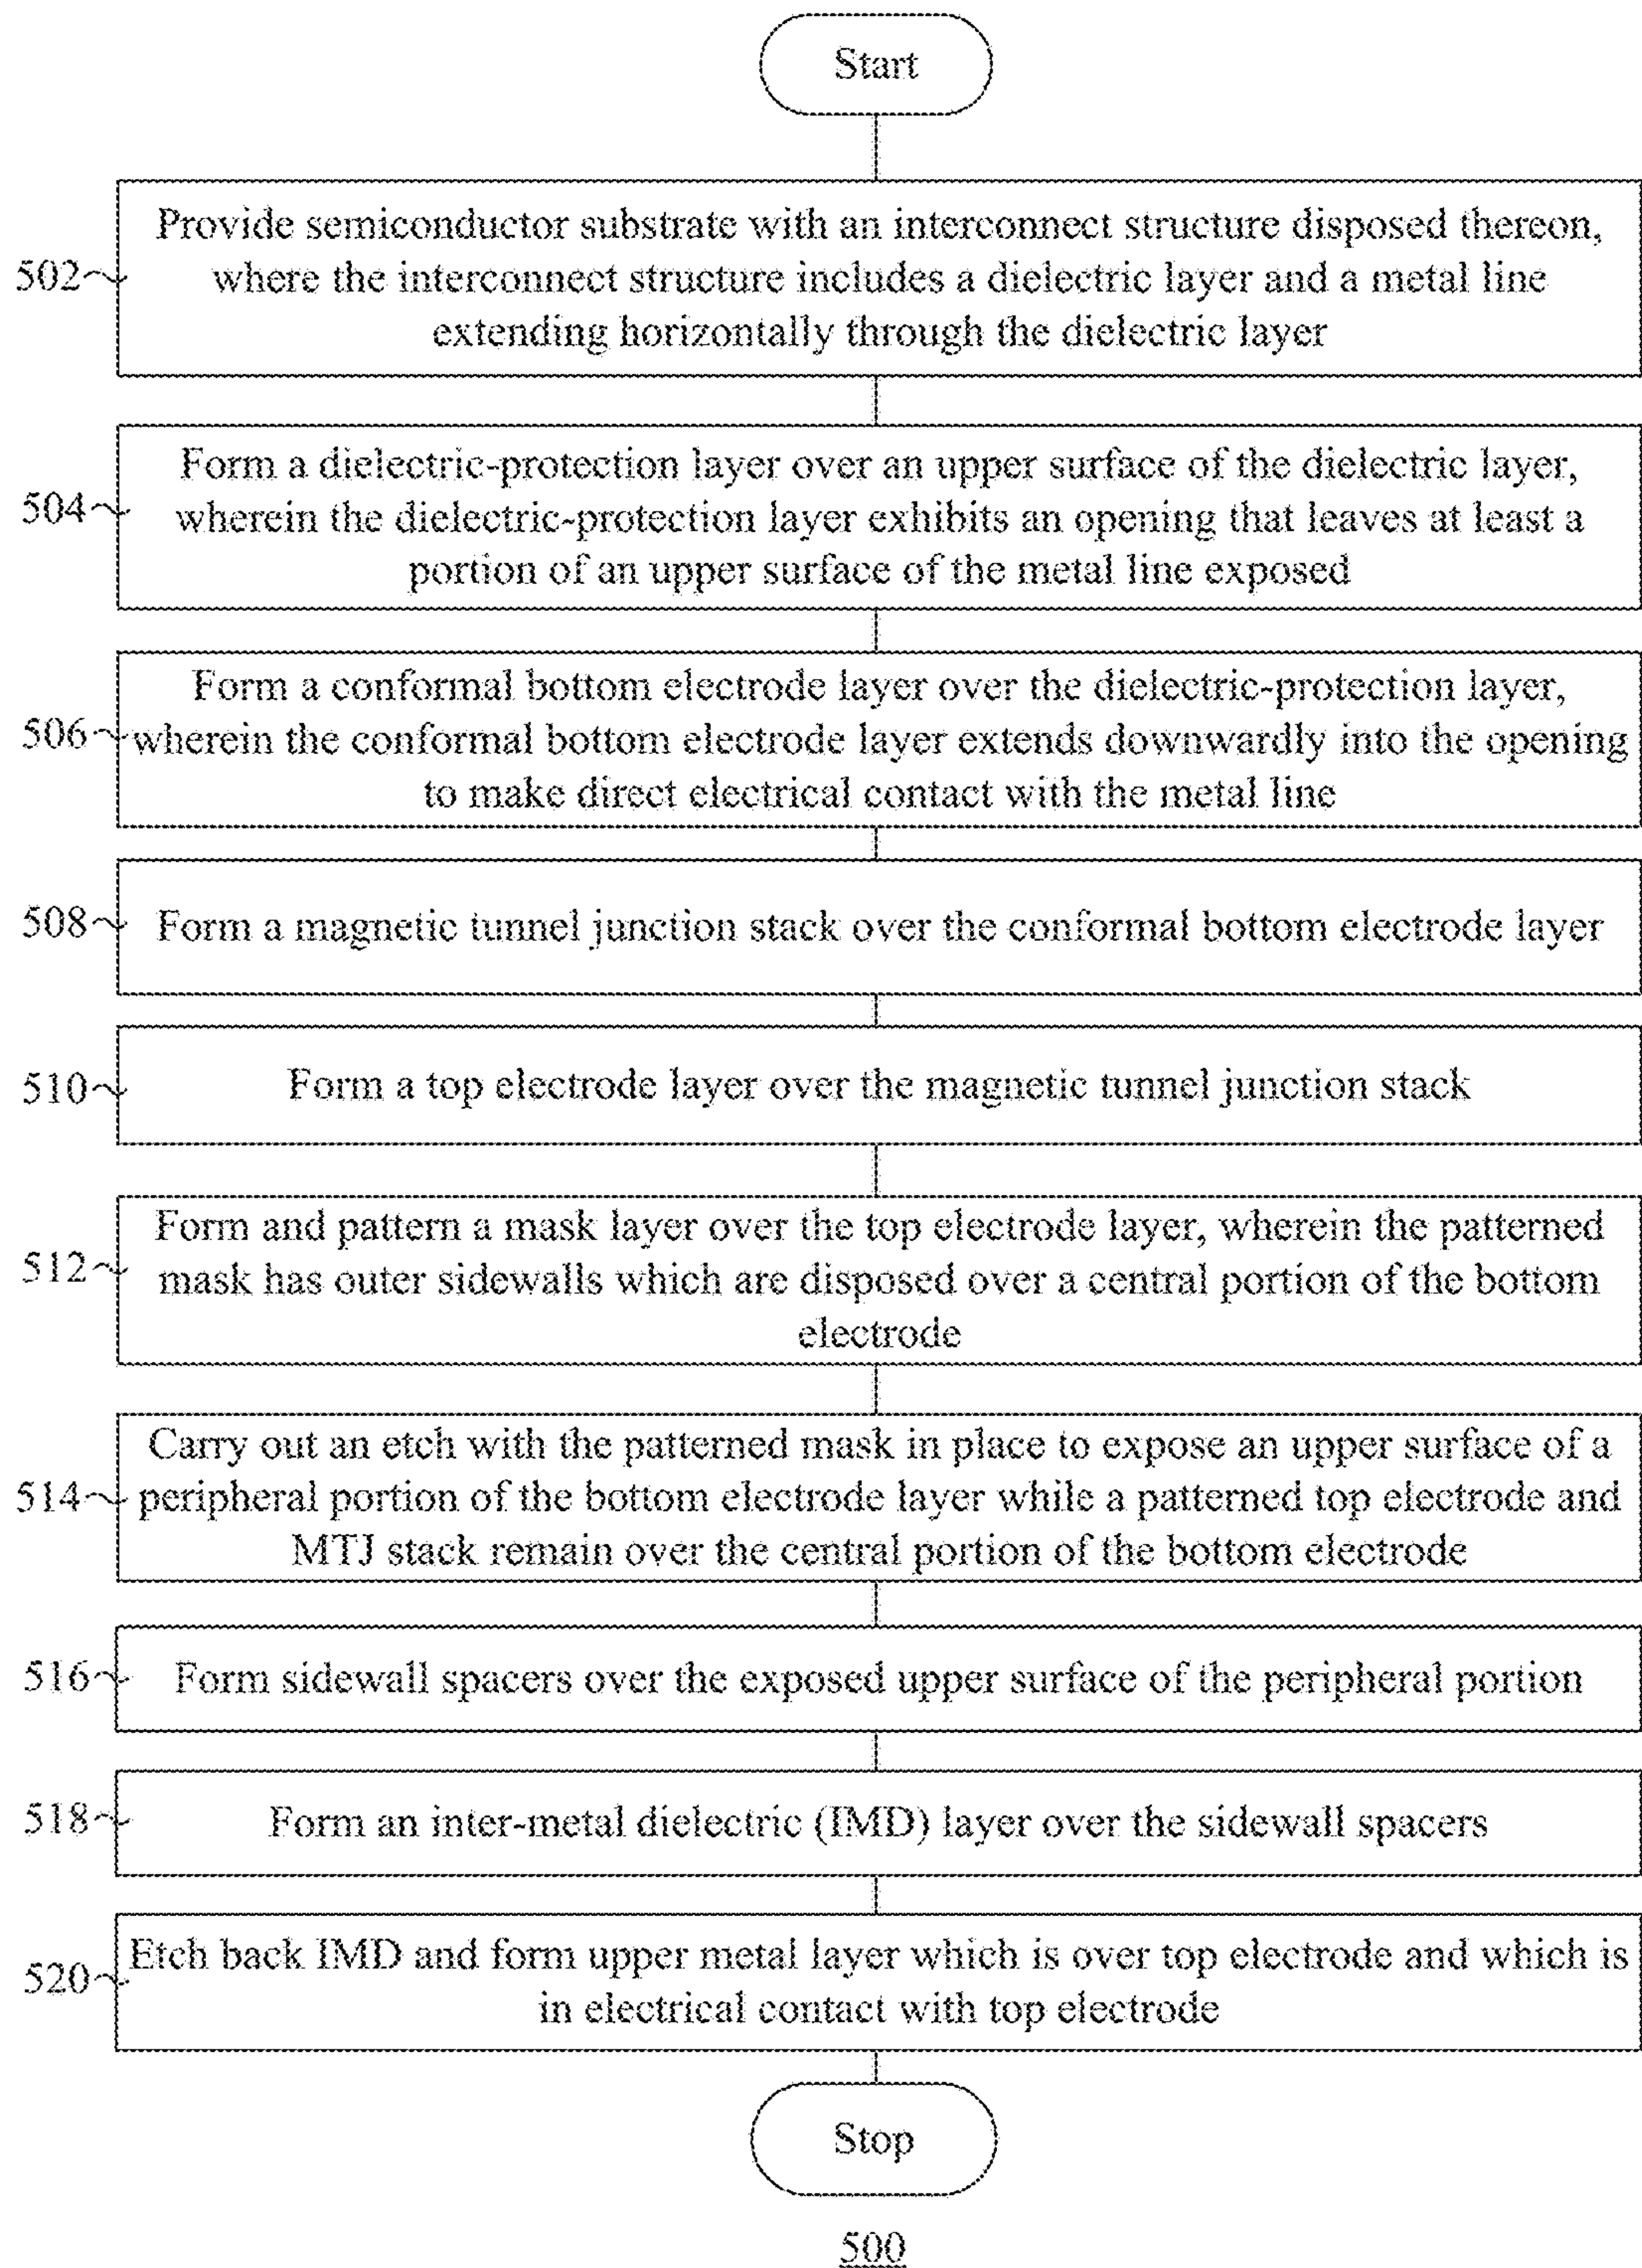 Start
Provide semiconductor substrate with an interconnect structure disposed thereon,
502
where the interconnect structure includes a dielectric layer and a metal line
extending horizontally through the dielectric layer
Form a dielectric-protection layer over an upper surface of the dielectric layer,
504
wherein the dielectric-protection layer exhibits an opening that leaves at least a
portion of an upper surface of the metal line exposed
Form a conformal bottom electrode layer over the dielectric-protection layer,
506
wherein the conformal bottom electrode layer extends downwardly into the opening
to make direct electrical contact with the metal line
508
Form a magnetic tunnel junction stack over the conformal bottom electrode layer
510
Form a top electrode layer over the magnetic tunnel junction stack
Form and pattern a mask layer over the top electrode layer, wherein the patterned
512
mask has outer sidewalls which are disposed over a central portion of the bottom
electrode
Carry out an etch with the patterned mask in place to expose an upper surface of a
514
peripheral portion of the bottom electrode layer while a patterned top electrode and
MTJ stack remain over the central portion of the bottom electrode
516
Form sidewall spacers over the exposed upper surface of the peripheral portion
518
Form an inter-metal dielectric (IMD) layer over the sidewall spacers
520
Etch back IMD and form upper metal layer which is over top electrode and which is
in electrical contact with top electrode
Stop
500